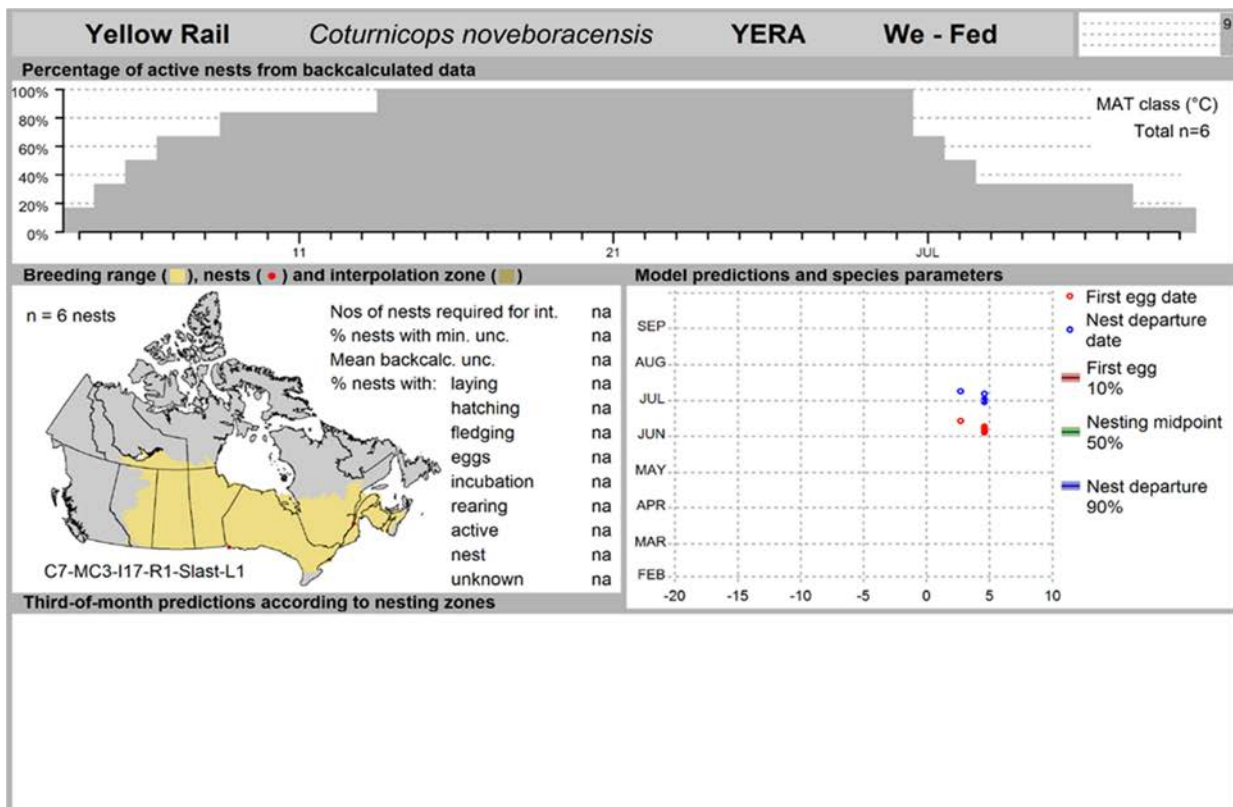 Yellow Rail Coturnicops noveboracensis YERA We - Fed 9
Percentage of active nests from backcalculated data
100%
80%
60%
40%
20%
0%
MAT class (°C)
Total n=6
11 21 JUL
Breeding range ( ), nests ( ) and interpolation zone ( )
n = 6 nests
Nos of nests required for int. na
% nests with min. unc. na
Mean backcalc. unc. na
% nests with: laying na
hatching na
fledging na
eggs na
incubation na
rearing na
active na
nest na
unknown na
C7-MC3-I17-R1-Slast-L1
Model predictions and species parameters
SEP
AUG
JUL
JUN
MAY
APR
MAR
FEB
-20 -15 -10 -5 0 5 10
First egg date
Nest departure
date
First egg
10%
Nesting midpoint
50%
Nest departure
90%
Third-of-month predictions according to nesting zones